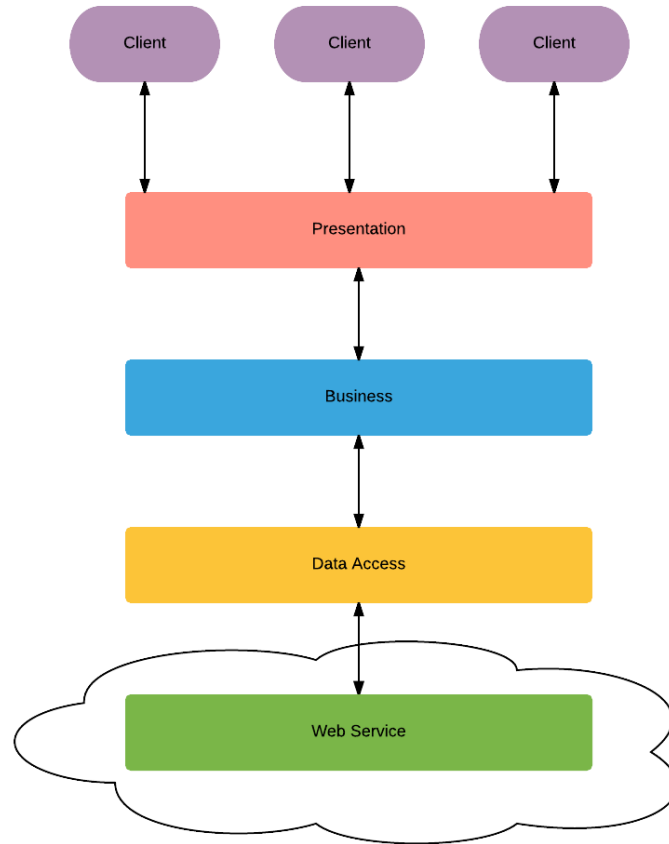 Client
Client
Client
Presentation
Business
Data Access
Web Service